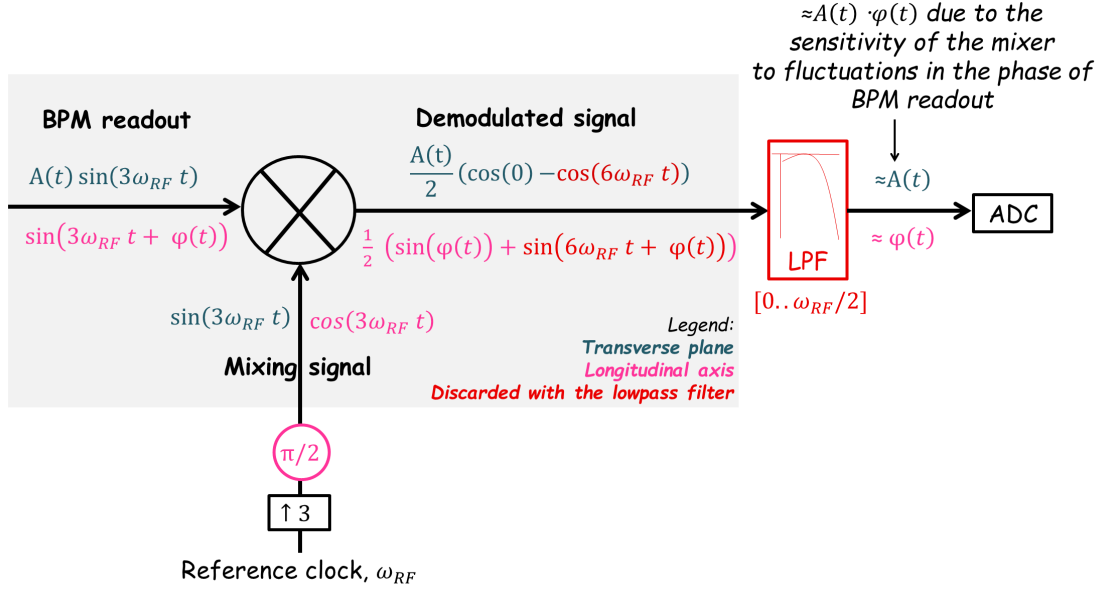 ≈A(t) ·φ(t) due to the
sensitivity of the mixer
to fluctuations in the phase of
BPM readout
BPM readout
A(t) sin(3ω_RF t)
sin(3ω_RF t + φ(t))
Demodulated signal
A(t)/2 (cos(0) −cos(6ω_RF t))
1/2 (sin(φ(t)) + sin(6ω_RF t + φ(t)))
≈A(t)
≈ φ(t)
ADC
LPF
[0..ω_RF/2]
sin(3ω_RF t)
cos(3ω_RF t)
Mixing signal
Legend:
Transverse plane
Longitudinal axis
Discarded with the lowpass filter
π/2
↑3
Reference clock, ω_RF